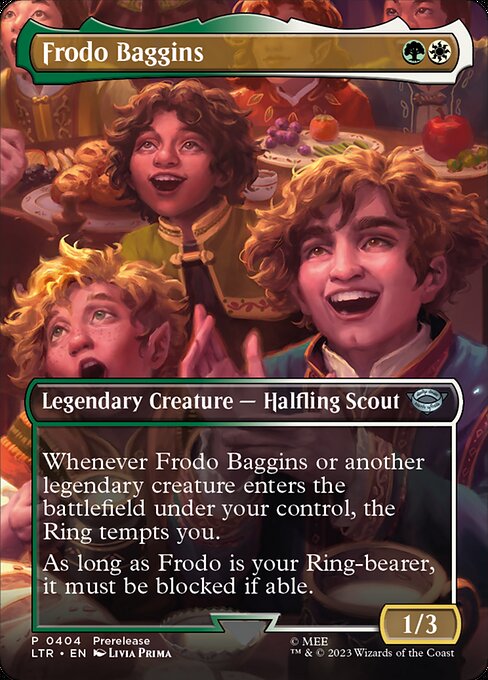 Frodo Baggins
Legendary Creature — Halfling Scout
Whenever Frodo Baggins or another
legendary creature enters the
battlefield under your control, the
Ring tempts you.
As long as Frodo is your Ring-bearer,
it must be blocked if able.
1/3
P 0404 Prerelease
LTR • EN Livia Prima
© MEE
™ & © 2023 Wizards of the Coast